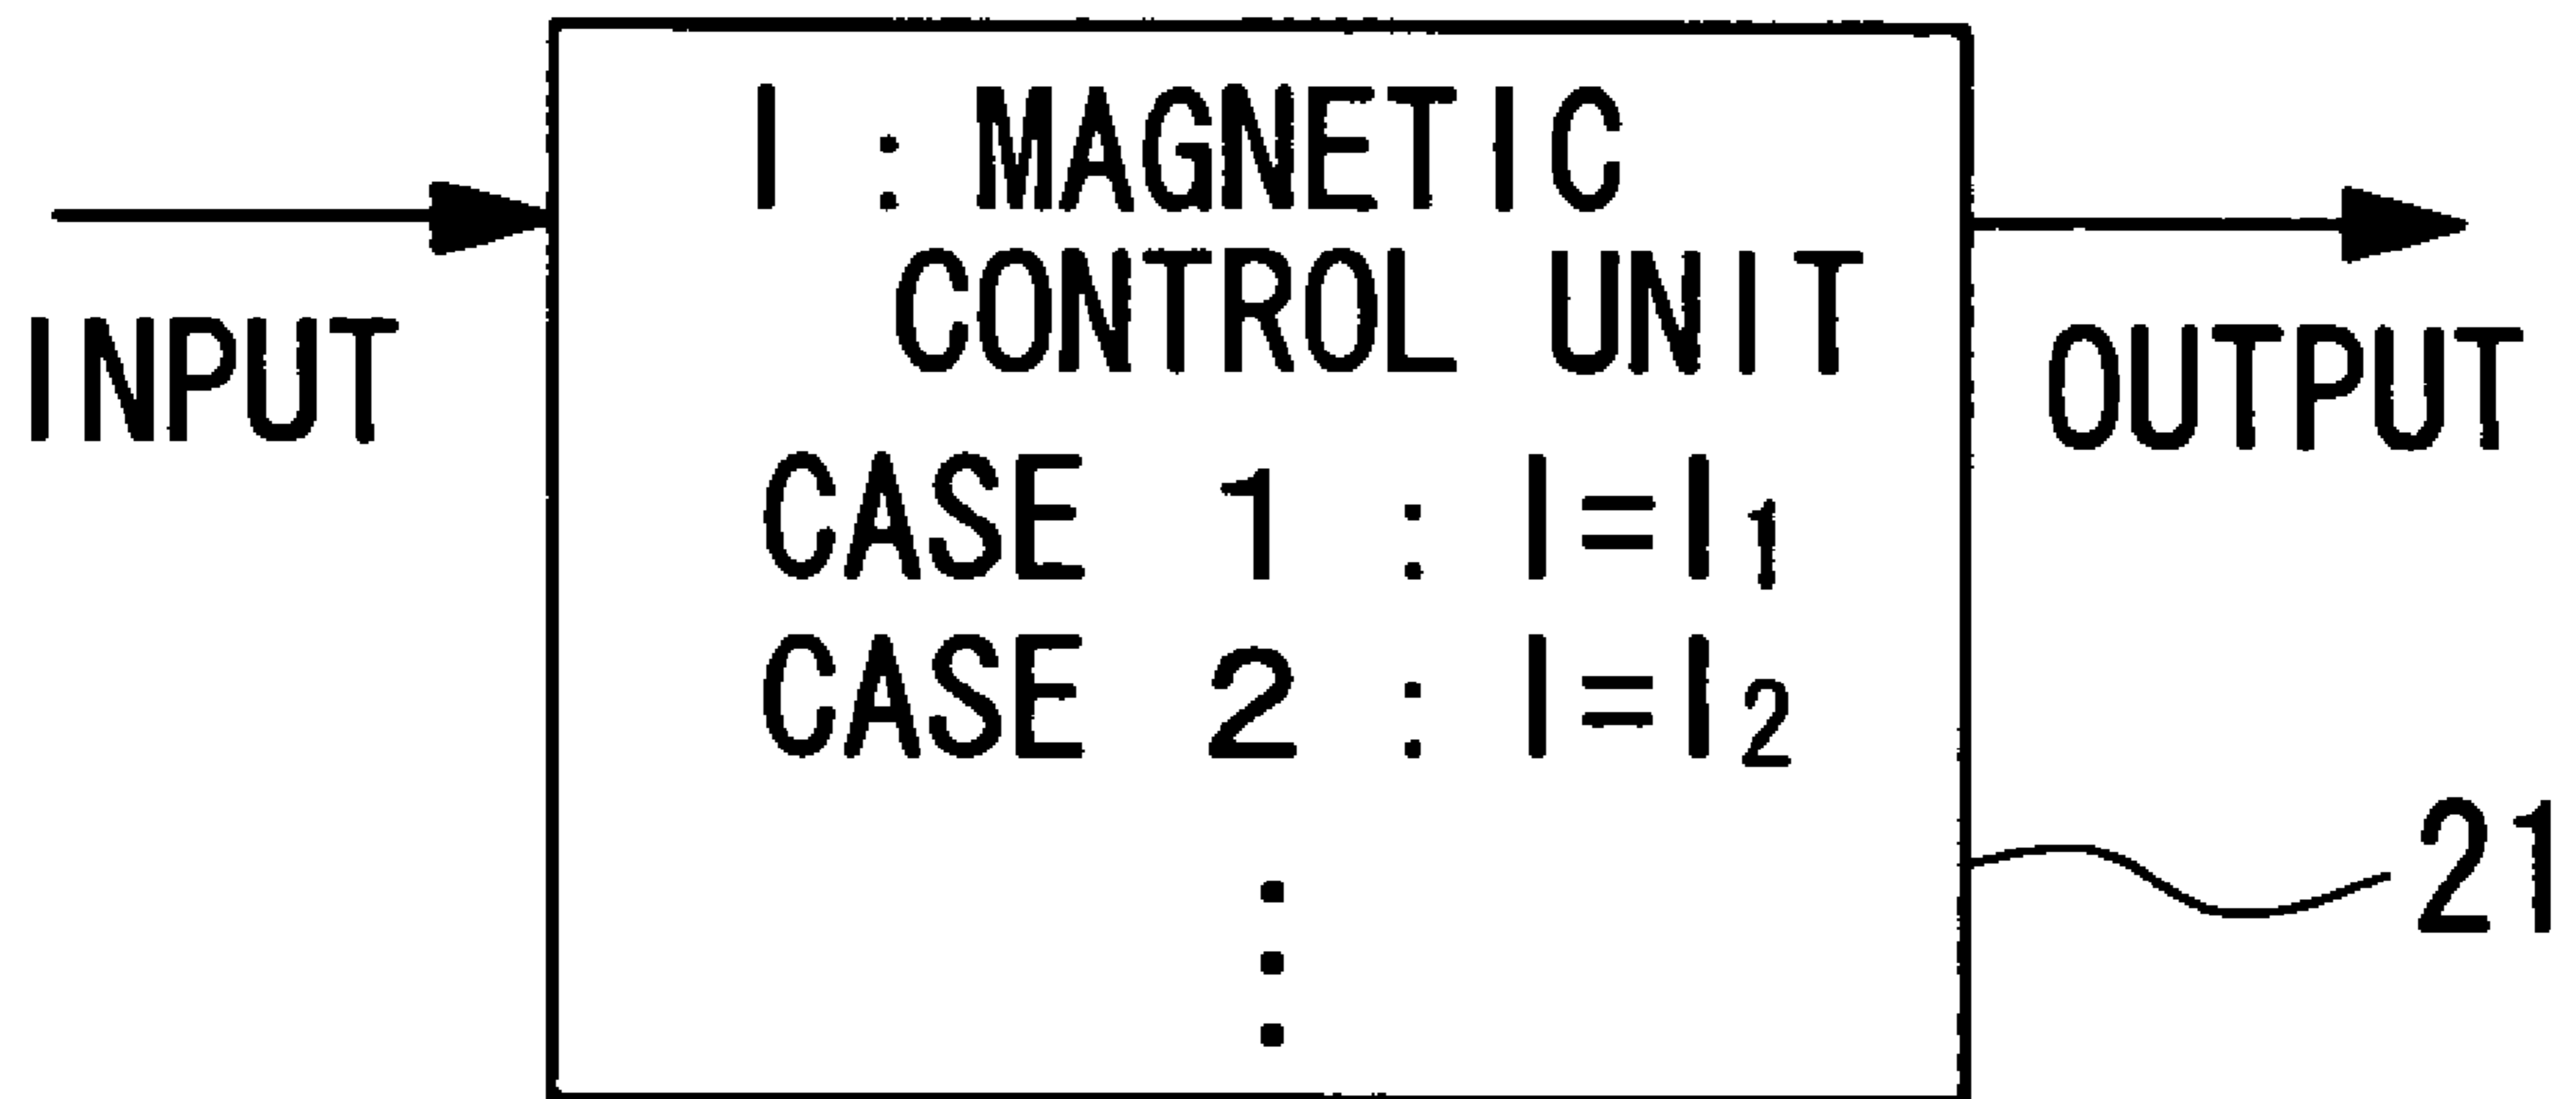 I : MAGNETIC
CONTROL UNIT
INPUT
OUTPUT
CASE 1 : I=I₁
CASE 2 : I=I₂
21